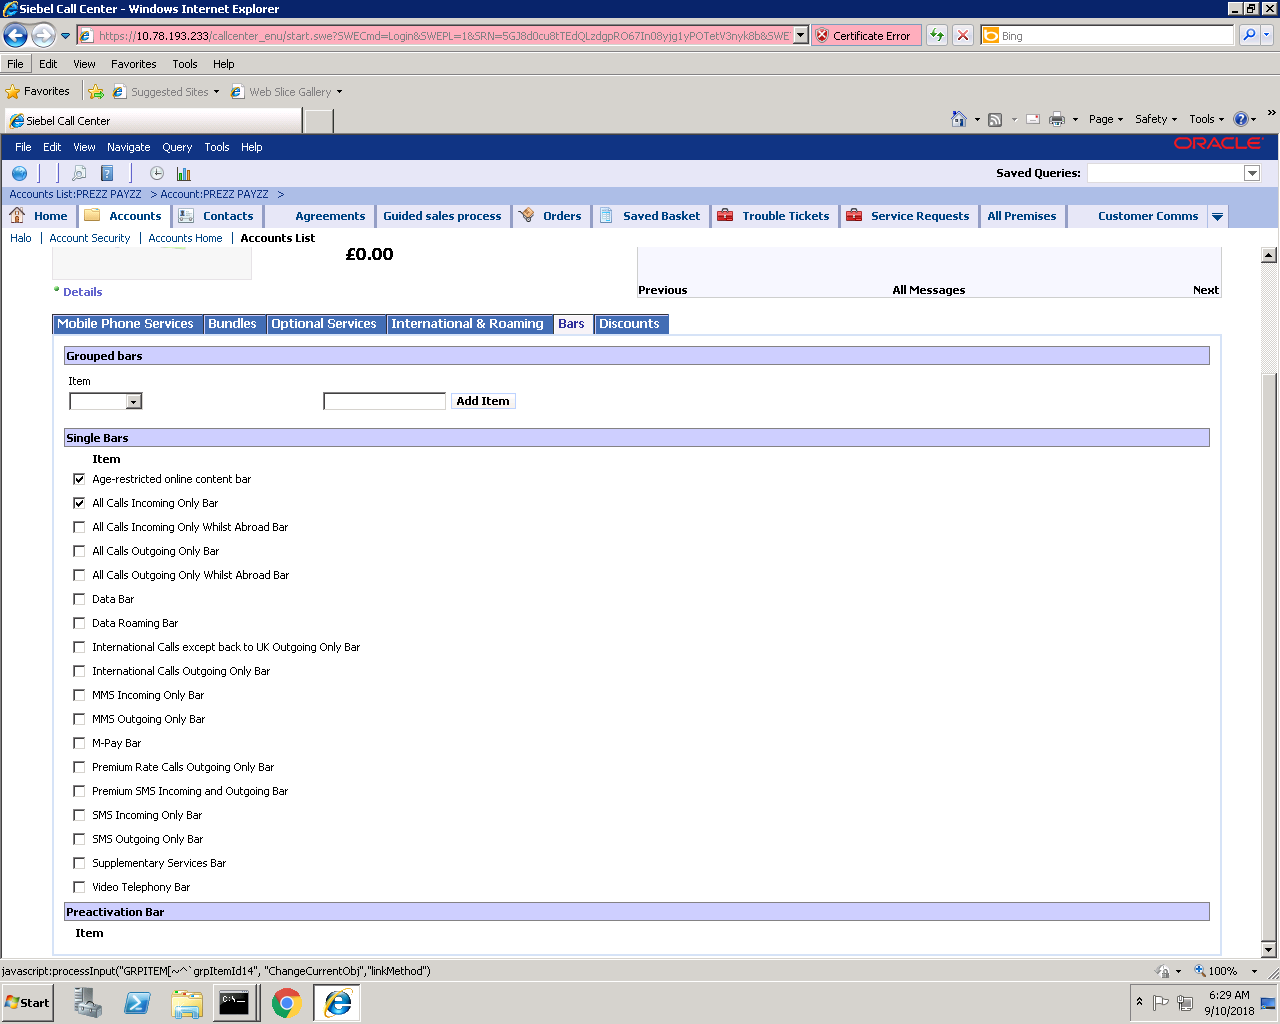 Siebel Call Center - Windows Internet Explorer
https://10.78.193.233/callcenter_enu/start.swe?SWECmd=Login&SWEPL=1&SRN=5GJ8d0cu8tTEdQLzdgpRO67In08yjg1yPOTetV3nyk8b&SWE
Certificate Error
Bing
File Edit View Favorites Tools Help
Favorites Suggested Sites Web Slice Gallery
Siebel Call Center
Page Safety Tools
File Edit View Navigate Query Tools Help
ORACLE
Saved Queries:
Accounts List:PREZZ PAYZZ > Account:PREZZ PAYZZ >
Home Accounts Contacts Agreements Guided sales process Orders Saved Basket Trouble Tickets Service Requests All Premises Customer Comms
Halo | Account Security | Accounts Home | Accounts List
£0.00
Details
Previous All Messages Next
Mobile Phone Services Bundles Optional Services International & Roaming Bars Discounts
Grouped bars
Item
Add Item
Single Bars
Item
Age-restricted online content bar
All Calls Incoming Only Bar
All Calls Incoming Only Whilst Abroad Bar
All Calls Outgoing Only Bar
All Calls Outgoing Only Whilst Abroad Bar
Data Bar
Data Roaming Bar
International Calls except back to UK Outgoing Only Bar
International Calls Outgoing Only Bar
MMS Incoming Only Bar
MMS Outgoing Only Bar
M-Pay Bar
Premium Rate Calls Outgoing Only Bar
Premium SMS Incoming and Outgoing Bar
SMS Incoming Only Bar
SMS Outgoing Only Bar
Supplementary Services Bar
Video Telephony Bar
Preactivation Bar
Item
javascript:processInput("GRPITEM[~^`grpItemId14", "ChangeCurrentObj","linkMethod")
100%
Start
6:29 AM
9/10/2018